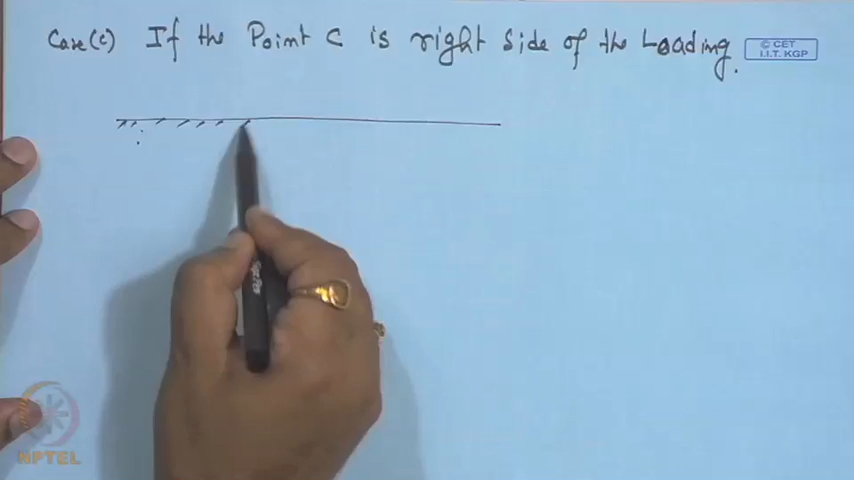 Case(c) If the Point C is right side of the Loading.
© CET
I.I.T. KGP
NPTEL